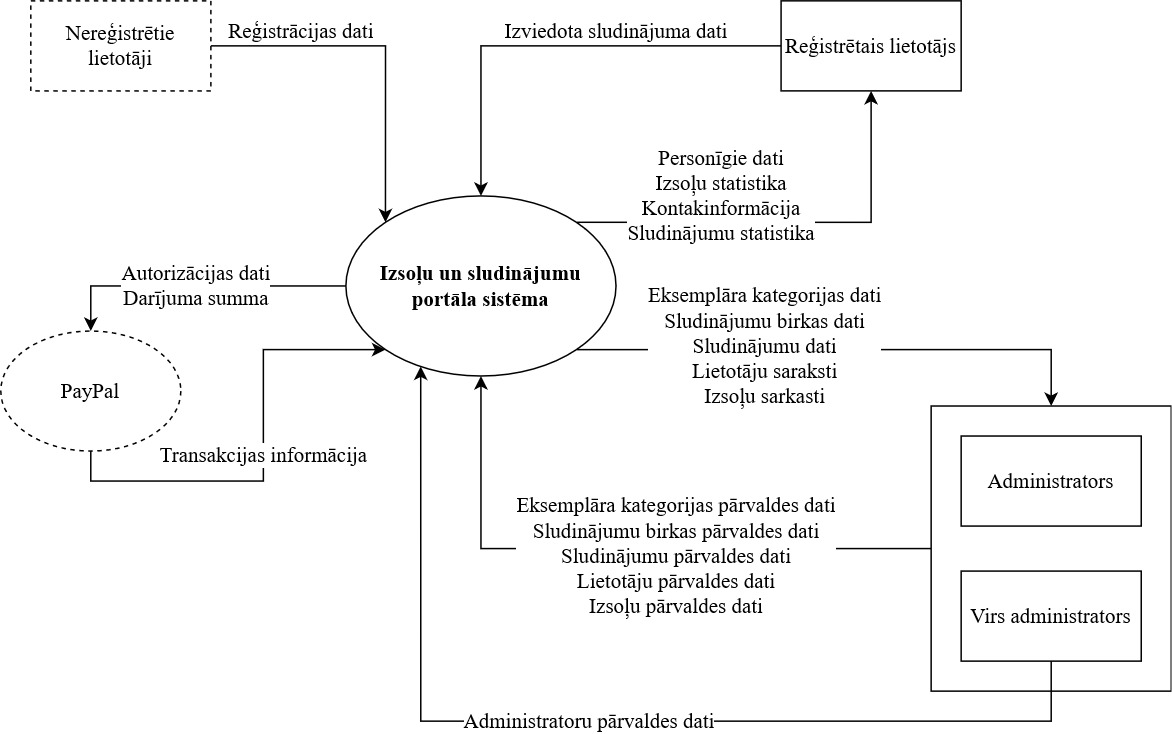 Nereģistrētie
lietotāji
Reģistrācijas dati
Izviedota sludinājuma dati
Reģistrētais lietotājs
Personīgie dati
Izsoļu statistika
Kontakinformācija
Sludinājumu statistika
Izsoļu un sludinājumu
portāla sistēma
Autorizācijas dati
Darījuma summa
PayPal
Transakcijas informācija
Eksemplāra kategorijas dati
Sludinājumu birkas dati
Sludinājumu dati
Lietotāju saraksti
Izsoļu sarkasti
Administrators
Virs administrators
Eksemplāra kategorijas pārvaldes dati
Sludinājumu birkas pārvaldes dati
Sludinājumu pārvaldes dati
Lietotāju pārvaldes dati
Izsoļu pārvaldes dati
Administratoru pārvaldes dati